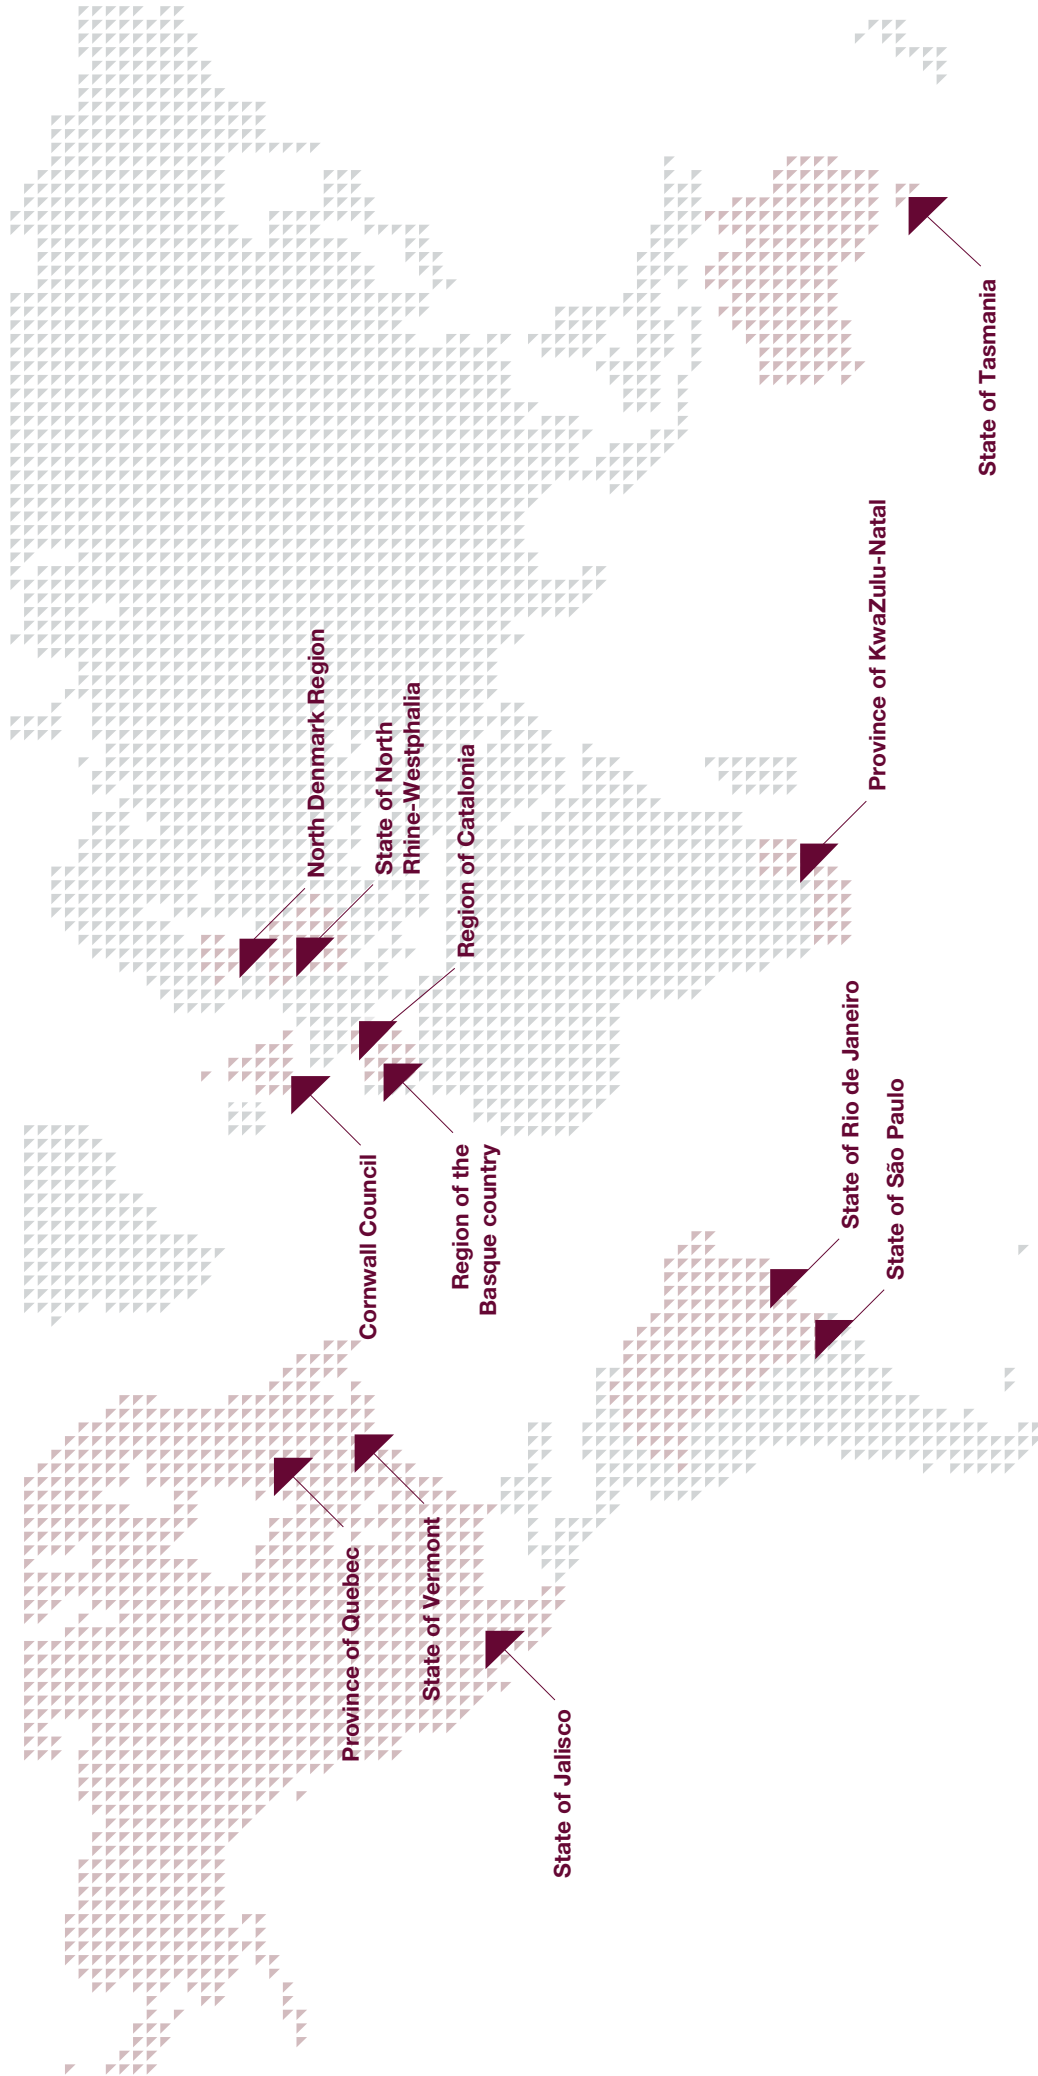 Province of Quebec
State of Vermont
State of Jalisco
Cornwall Council
Region of the
Basque country
North Denmark Region
State of North
Rhine-Westphalia
Region of Catalonia
State of Rio de Janeiro
State of São Paulo
Province of KwaZulu-Natal
State of Tasmania